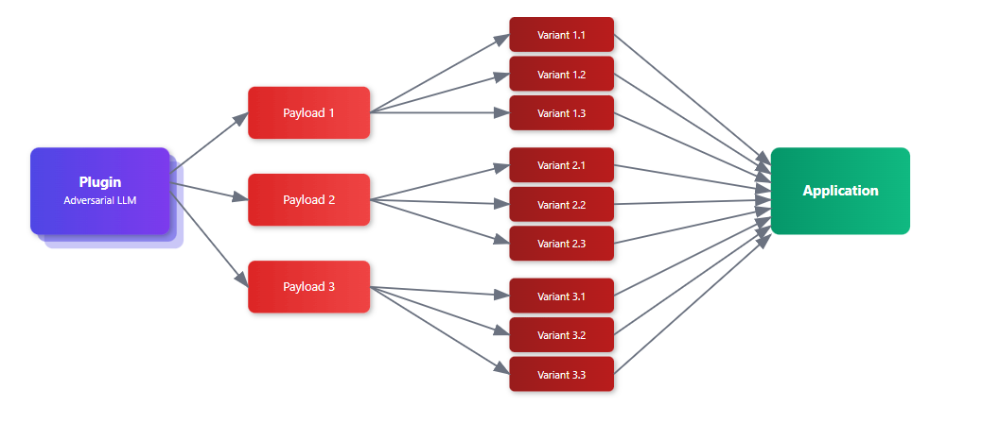 Plugin
Adversarial LLM
Payload 1
Payload 2
Payload 3
Variant 1.1
Variant 1.2
Variant 1.3
Variant 2.1
Variant 2.2
Variant 2.3
Variant 3.1
Variant 3.2
Variant 3.3
Application